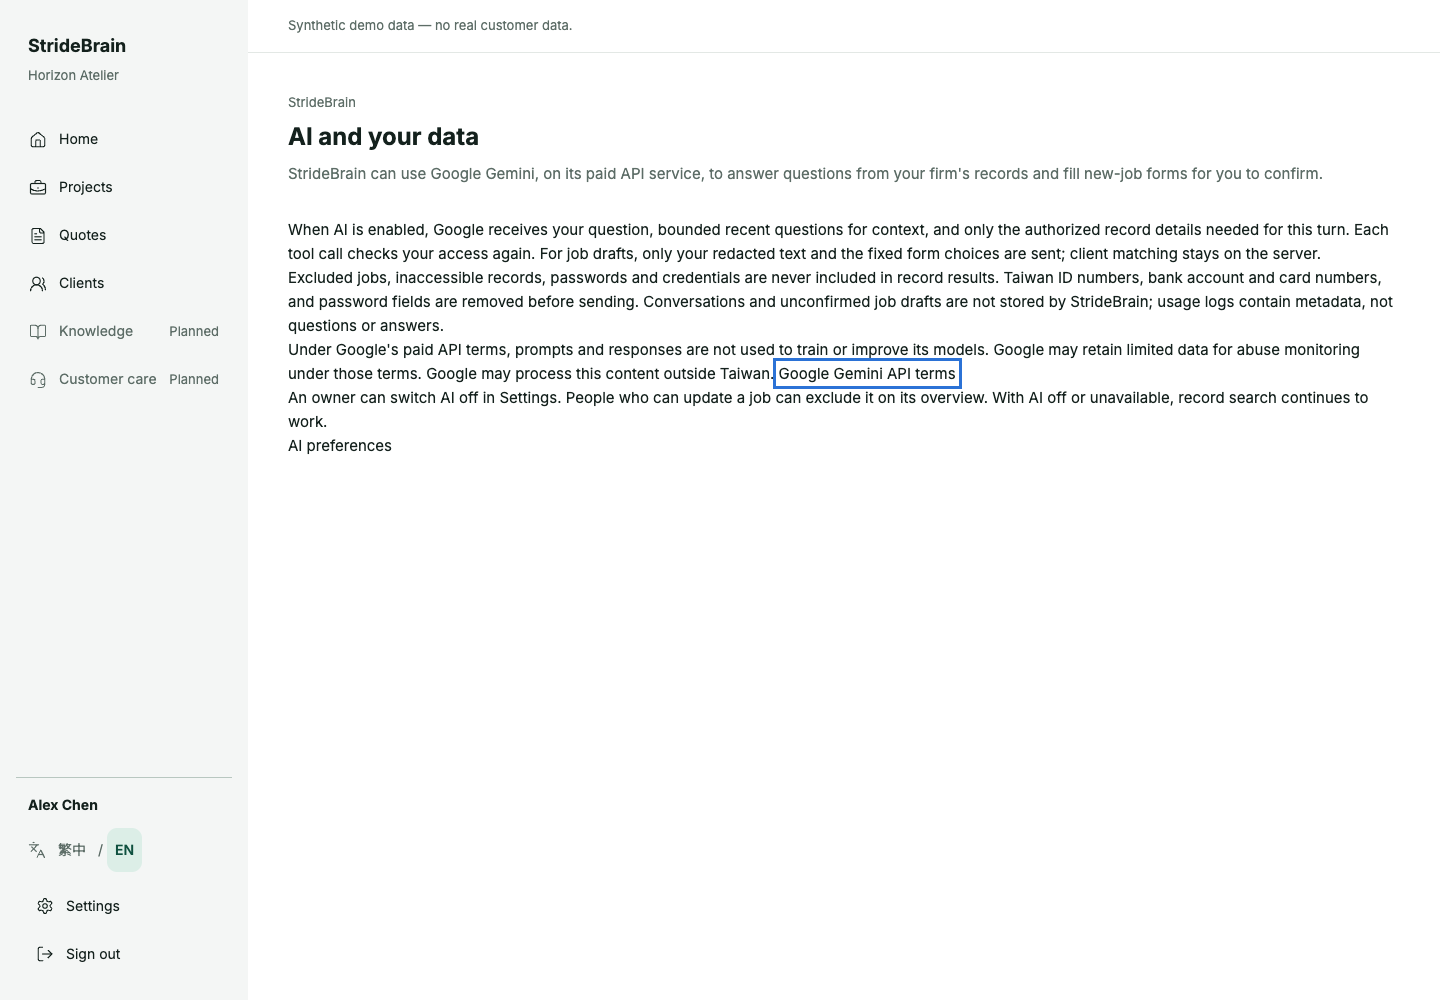 StrideBrain
Horizon Atelier
Home
Projects
Quotes
Clients
Knowledge Planned
Customer care Planned
Alex Chen
繁中 / EN
Settings
Sign out
Synthetic demo data — no real customer data.
StrideBrain
AI and your data
StrideBrain can use Google Gemini, on its paid API service, to answer questions from your firm's records and fill new-job forms for you to confirm.
When AI is enabled, Google receives your question, bounded recent questions for context, and only the authorized record details needed for this turn. Each
tool call checks your access again. For job drafts, only your redacted text and the fixed form choices are sent; client matching stays on the server.
Excluded jobs, inaccessible records, passwords and credentials are never included in record results. Taiwan ID numbers, bank account and card numbers,
and password fields are removed before sending. Conversations and unconfirmed job drafts are not stored by StrideBrain; usage logs contain metadata, not
questions or answers.
Under Google's paid API terms, prompts and responses are not used to train or improve its models. Google may retain limited data for abuse monitoring
under those terms. Google may process this content outside Taiwan. Google Gemini API terms
An owner can switch AI off in Settings. People who can update a job can exclude it on its overview. With AI off or unavailable, record search continues to
work.
AI preferences